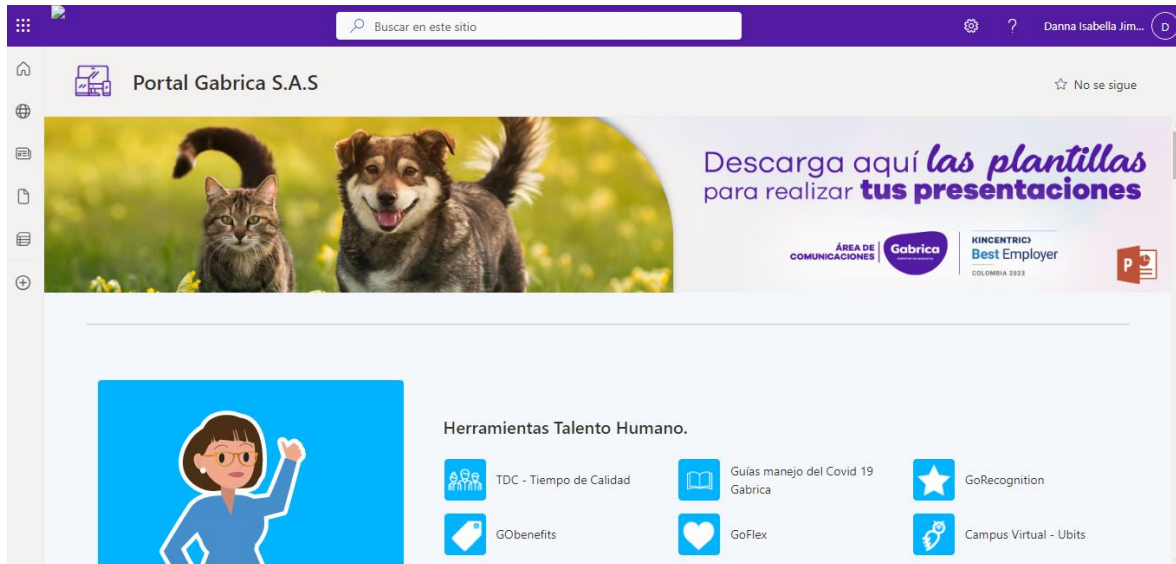 Buscar en este sitio
?
Danna Isabella Jim...
D
Portal Gabrica S.A.S
No se sigue
Descarga aquí las plantillas
para realizar tus presentaciones
ÁREA DE
COMUNICACIONES
Gabrica
KINCENTRIC>
Best Employer
COLOMBIA 2023
P
Herramientas Talento Humano.
TDC - Tiempo de Calidad
Guías manejo del Covid 19
Gabrica
GoRecognition
GObenefits
GoFlex
Campus Virtual - Ubits